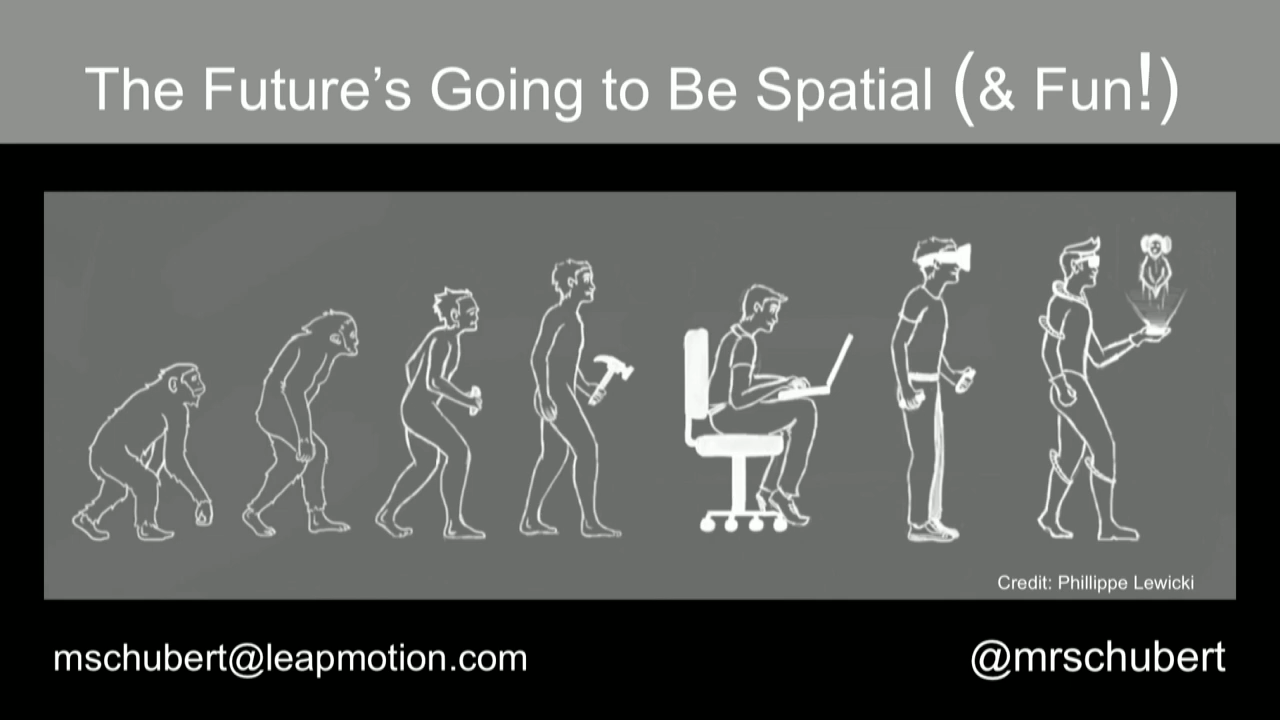 The Future’s Going to Be Spatial (& Fun!)
Credit: Phillippe Lewicki
mschubert@leapmotion.com
@mrschubert